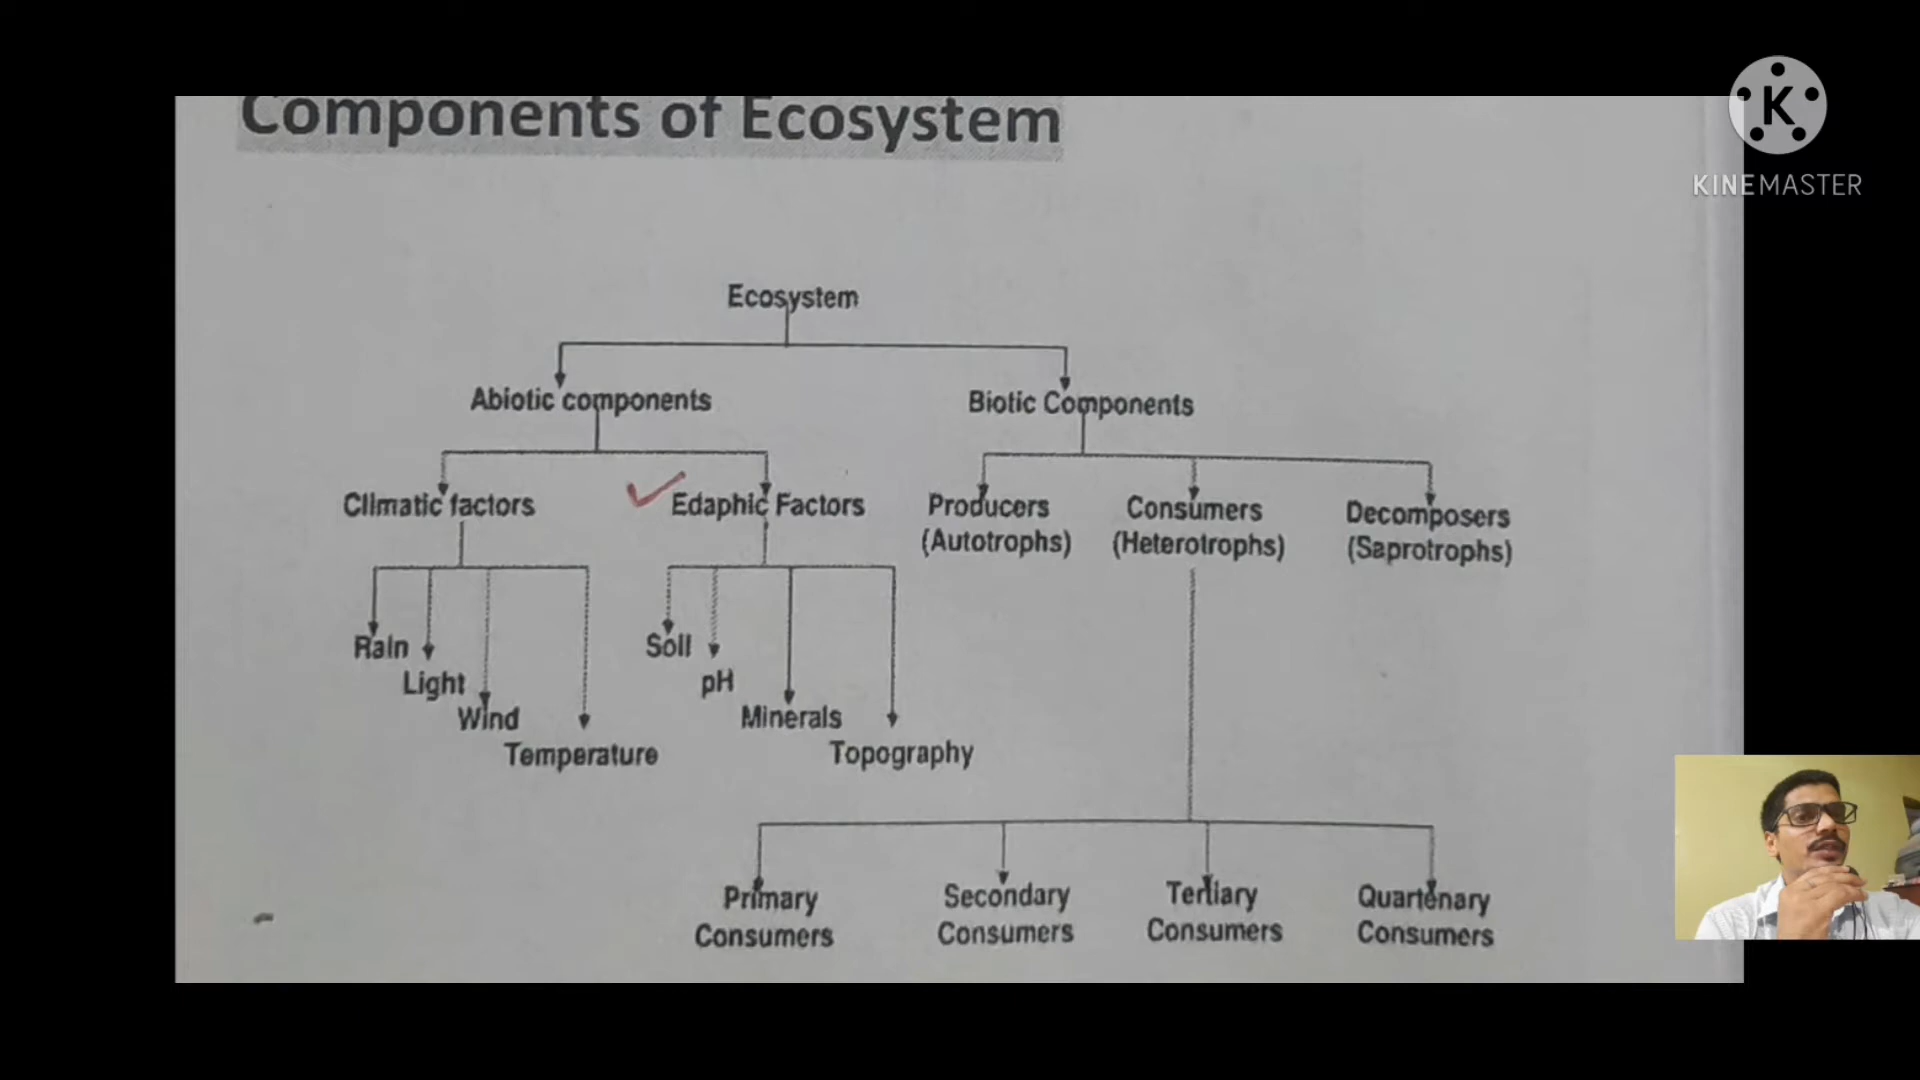 Components of Ecosystem
K
KINEMASTER
Ecosystem
Abiotic components
Biotic Components
Climatic factors
Edaphic Factors
Producers
(Autotrophs)
Consumers
(Heterotrophs)
Decomposers
(Saprotrophs)
Rain
Light
Wind
Temperature
Soil
pH
Minerals
Topography
Primary
Consumers
Secondary
Consumers
Tertiary
Consumers
Quartenary
Consumers